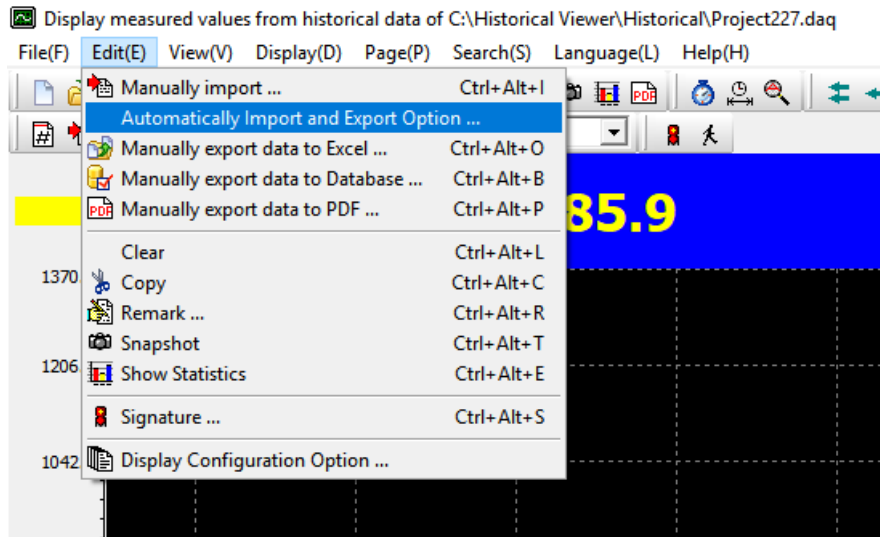 Display measured values from historical data of C:\Historical Viewer\Historical\Project227.daq
File(F) Edit(E) View(V) Display(D) Page(P) Search(S) Language(L) Help(H)
Manually import ... Ctrl+Alt+I
Automatically Import and Export Option ...
Manually export data to Excel ... Ctrl+Alt+O
Manually export data to Database ... Ctrl+Alt+B
Manually export data to PDF ... Ctrl+Alt+P
Clear Ctrl+Alt+L
Copy Ctrl+Alt+C
Remark ... Ctrl+Alt+R
Snapshot Ctrl+Alt+T
Show Statistics Ctrl+Alt+E
Signature ... Ctrl+Alt+S
Display Configuration Option ...
PDF
#
PDF
85.9
1370
1206
1042